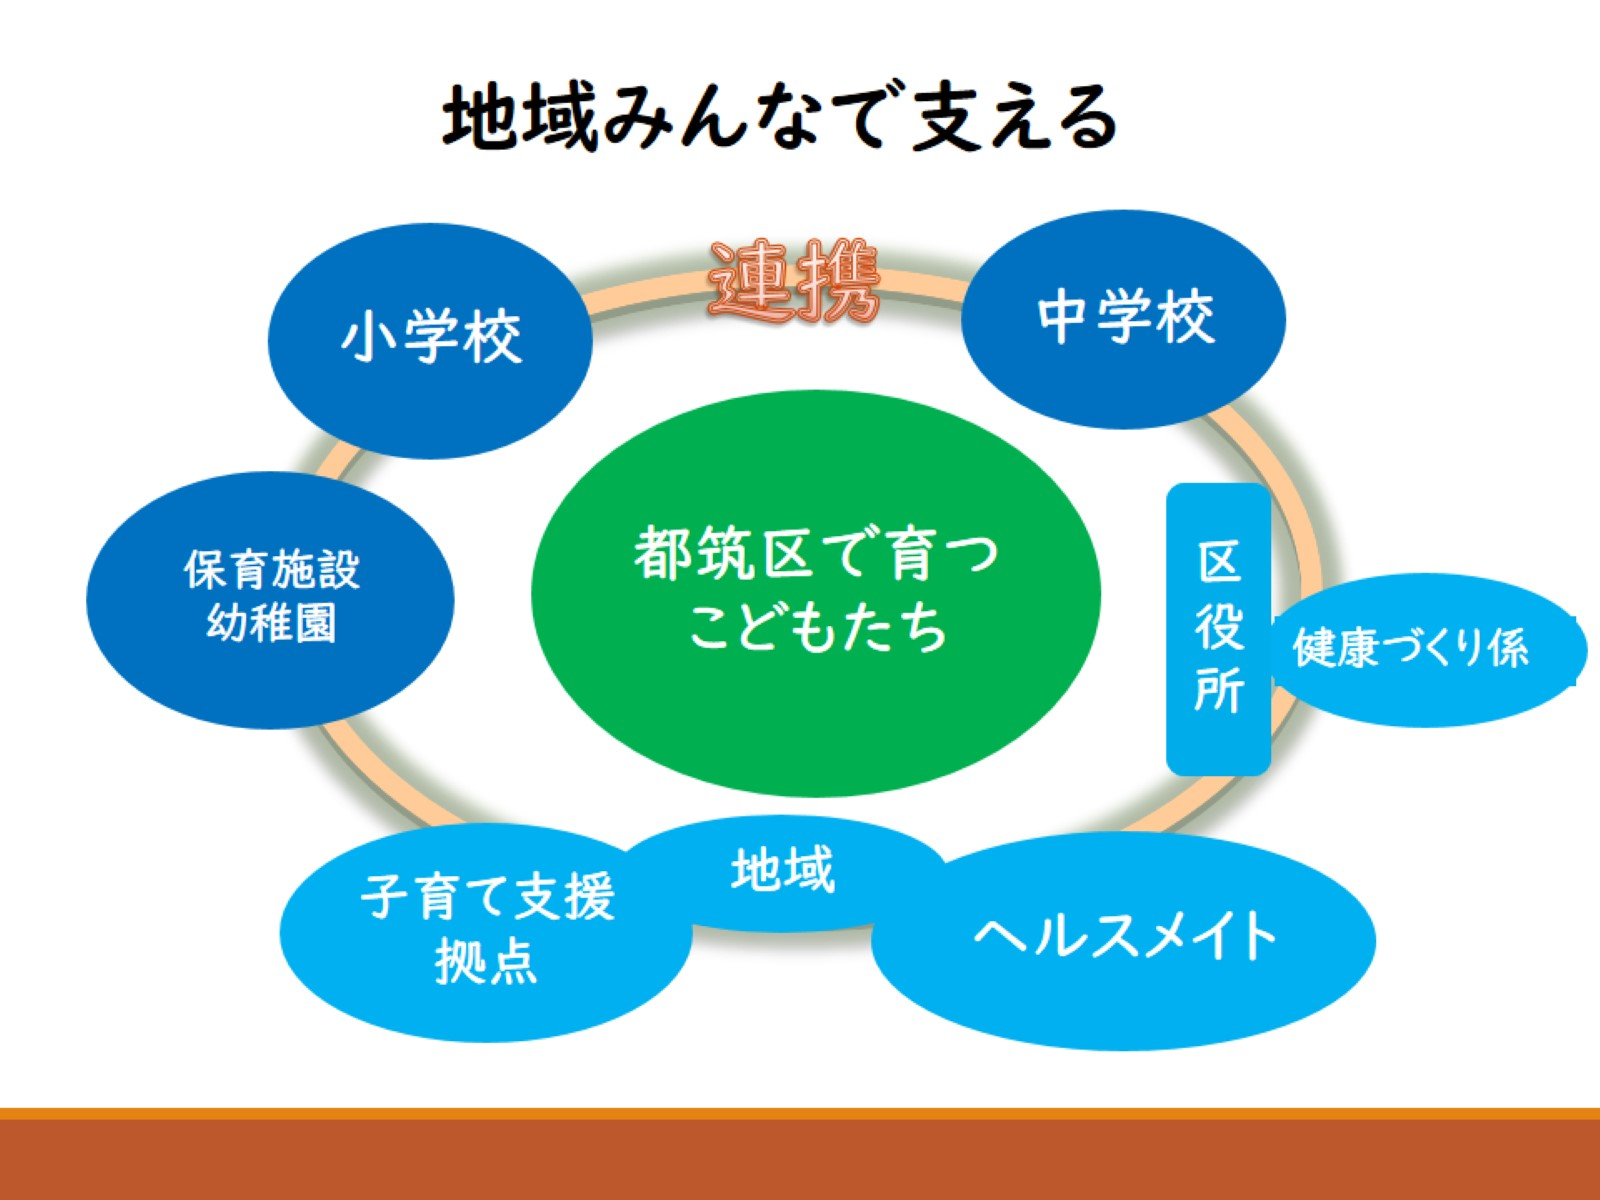 地域みんなで支える
連携
小学校
中学校
保育施設
幼稚園
都筑区で育つ
こどもたち
区
役
所
健康づくり係
子育て支援
拠点
地域
ヘルスメイト